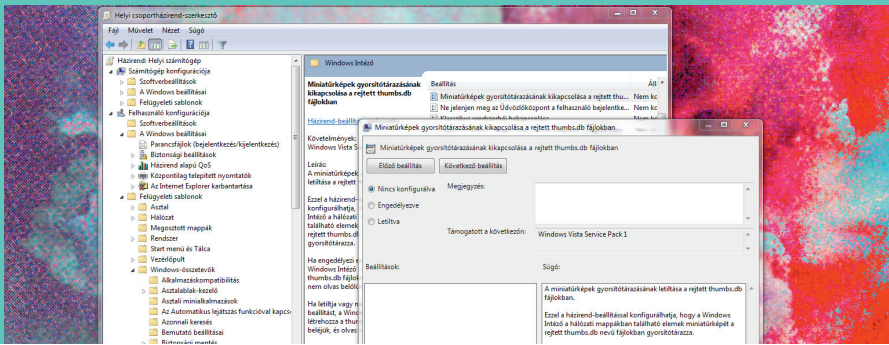 Helyi csoportházirend-szerkesztő
Fájl Művelet Nézet Súgó
Házirend: Helyi számítógép
Számítógép konfigurációja
Szoftverbeállítások
A Windows beállításai
Felügyeleti sablonok
Felhasználó konfigurációja
Szoftverbeállítások
A Windows beállításai
Parancsfájlok (bejelentkezés/kijelentkezés)
Biztonsági beállítások
Házirend alapú QoS
Központilag telepített nyomtatók
Az Internet Explorer karbantartása
Felügyeleti sablonok
Asztal
Hálózat
Megosztott mappák
Rendszer
Start menü és Tálca
Vezérlőpult
Windows-összetevők
Alkalmazáskompatibilitás
Asztalablak-kezelő
Asztali minialkalmazások
Az Automatikus lejátszás funkcióval kapcs
Azonnali keresés
Bemutató beállításai
Biztonsági mentés
Windows Intéző
Miniatűrképek gyorsítótárazásának
kikapcsolása a rejtett thumbs.db
fájlokban
Házirend-beállítás
Követelmények:
Windows Vista S
Leírás:
A miniatűrképek
letiltása a rejtett
Ezzel a házirend-
konfigurálhatja,
Intéző a hálózati
található elemek
rejtett thumbs.db
gyorsítótárazza.
Ha engedélyezi e
Windows Intéző
thumbs.db fájlok
nem olvas belőlü
Ha letiltja vagy n
beállítást, a Wind
létrehozza a thum
beléjük, és olvas
Beállítás Áll
Miniatűrképek gyorsítótárazásának kikapcsolása a rejtett thu... Nem kc
Ne jelenjen meg az Üdvözlőközpont a felhasználó bejelentke... Nem kc
Klasszikus rendszerhéj bekapcsolása Nem kc
Miniatűrképek gyorsítótárazásának kikapcsolása a rejtett thumbs.db fájlokban
Miniatűrképek gyorsítótárazásának kikapcsolása a rejtett thumbs.db fájlokban
Előző beállítás Következő beállítás
Nincs konfigurálva
Engedélyezve
Letiltva
Megjegyzés:
Támogatott a következőn:
Windows Vista Service Pack 1
Beállítások:
Súgó:
A miniatűrképek gyorsítótárazásának letiltása a rejtett thumbs.db
fájlokban.
Ezzel a házirend-beállítással konfigurálhatja, hogy a Windows
Intéző a hálózati mappákban található elemek miniatűrképét a
rejtett thumbs.db nevű fájlokban gyorsítótárazza.